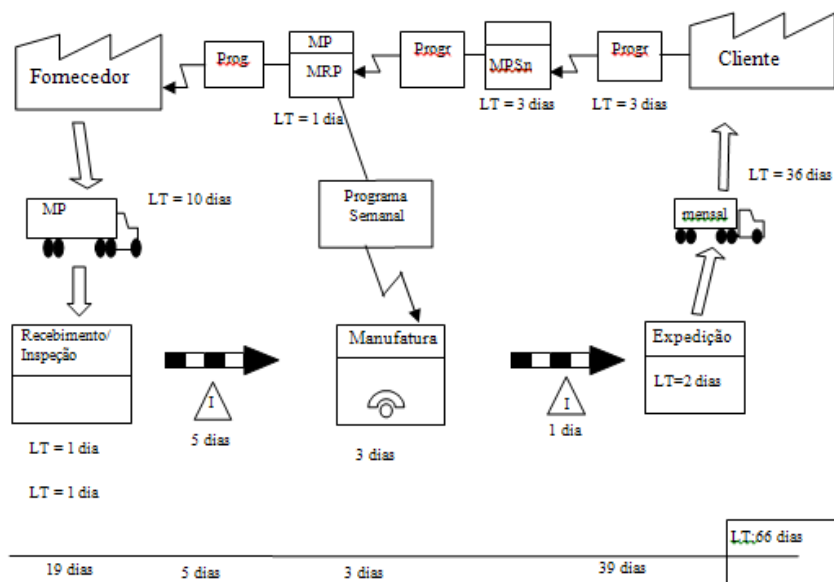 Fornecedor
Prog.
MP
MRP
Progr
MPS.n
Progr
Cliente
LT = 1 dia
LT = 3 dias
LT = 3 dias
MP
LT = 10 dias
Programa
Semanal
LT = 36 dias
mensal
Recebimento/
Inspeção
Manufatura
Expedição
LT=2 dias
I
I
5 dias
3 dias
1 dia
LT = 1 dia
LT = 1 dia
LT:66 dias
19 dias
5 dias
3 dias
39 dias